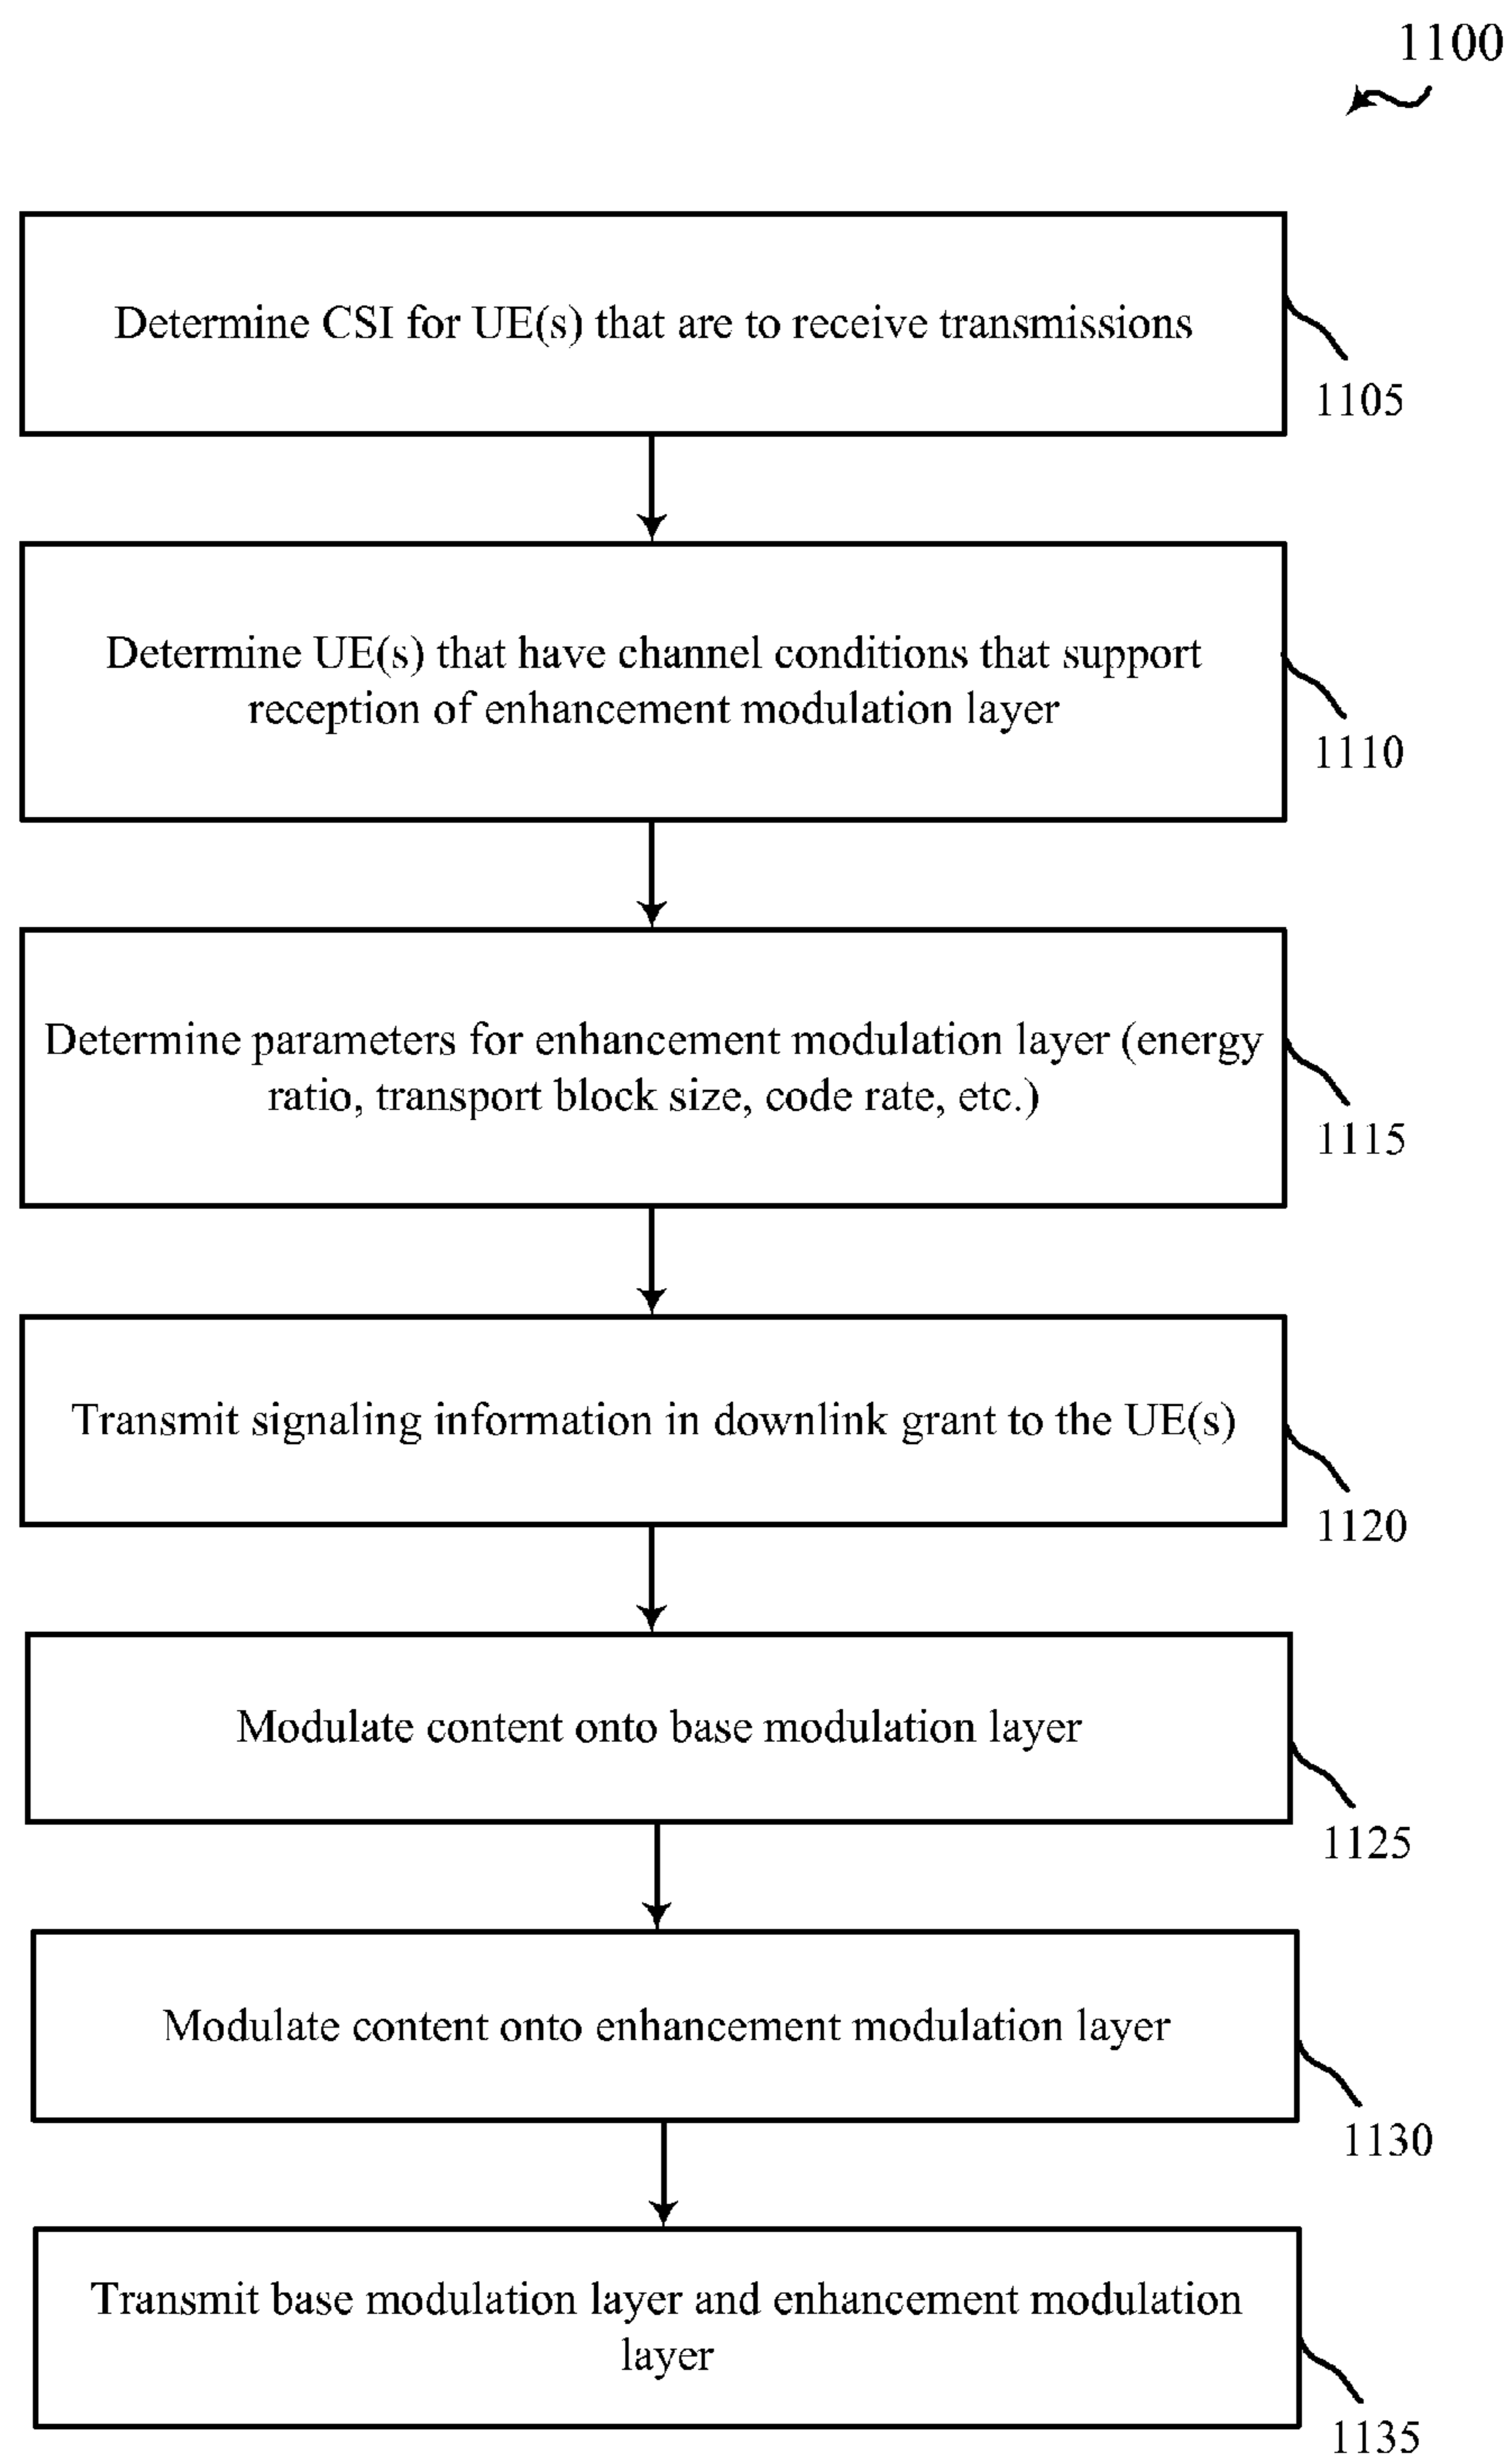 1100
Determine CSI for UE(s) that are to receive transmissions
1105
Determine UE(s) that have channel conditions that support
reception of enhancement modulation layer
1110
Determine parameters for enhancement modulation layer (energy
ratio, transport block size, code rate, etc.)
1115
Transmit signaling information in downlink grant to the UE(s)
1120
Modulate content onto base modulation layer
1125
Modulate content onto enhancement modulation layer
1130
Transmit base modulation layer and enhancement modulation
layer
1135